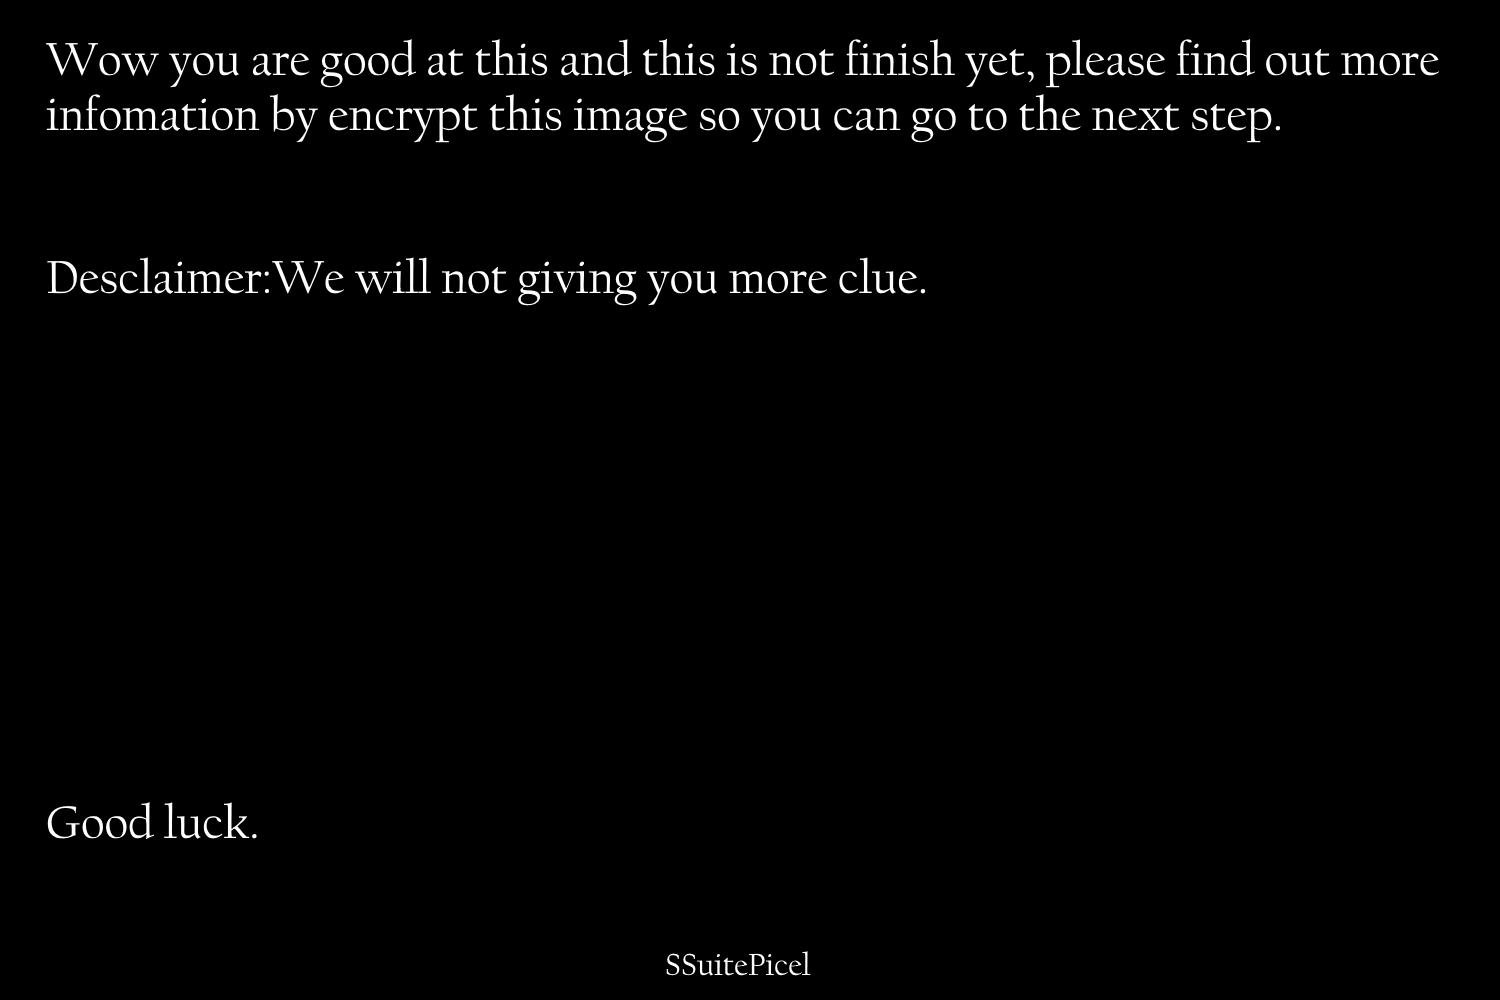 Wow you are good at this and this is not finish yet, please find out more
infomation by encrypt this image so you can go to the next step.
Desclaimer:We will not giving you more clue.
Good luck.
SSuitePicel